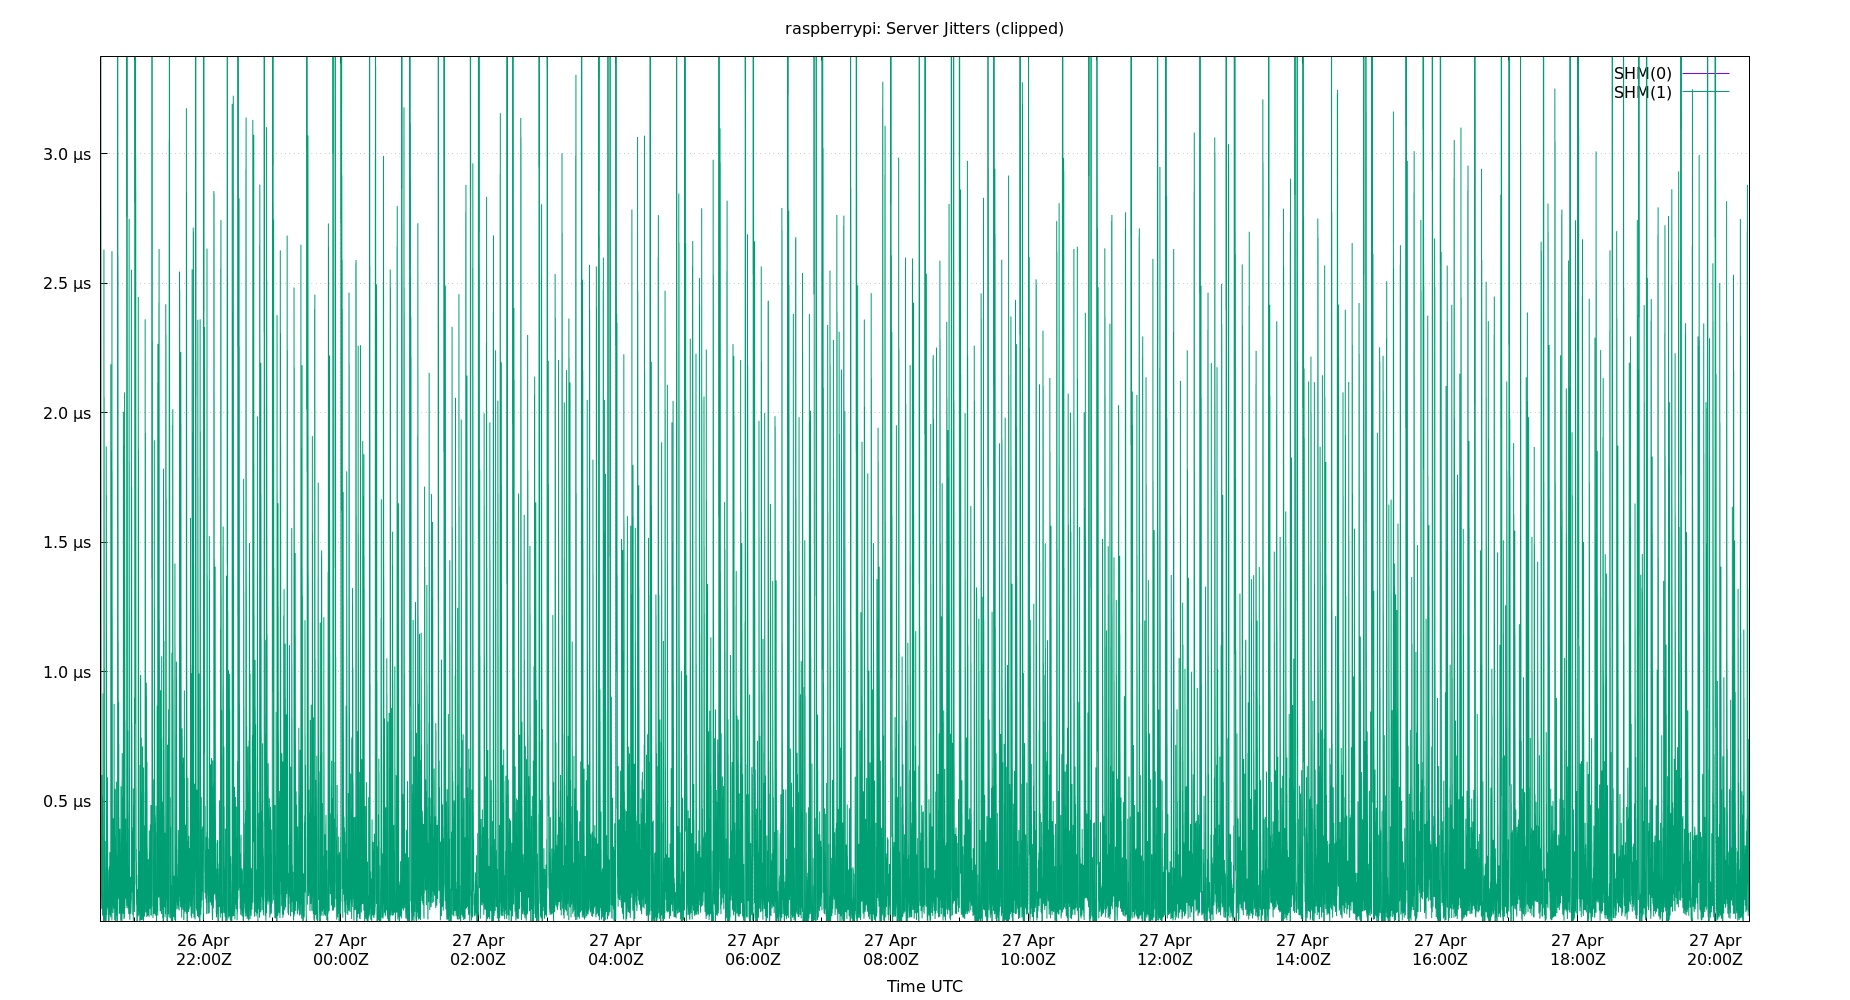 raspberrypi: Server Jitters (clipped)
SHM(0)
SHM(1)
3.0 µs
2.5 µs
2.0 µs
1.5 µs
1.0 µs
0.5 µs
26 Apr 27 Apr 27 Apr 27 Apr 27 Apr 27 Apr 27 Apr 27 Apr 27 Apr 27 Apr 27 Apr 27 Apr
22:00Z 00:00Z 02:00Z 04:00Z 06:00Z 08:00Z 10:00Z 12:00Z 14:00Z 16:00Z 18:00Z 20:00Z
Time UTC